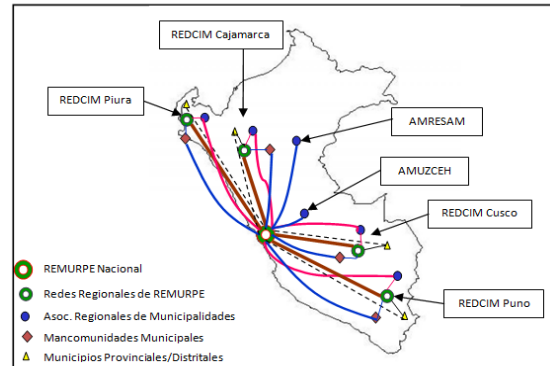 REDCIM Cajamarca
REDCIM Piura
AMRESAM
AMUZCEH
REDCIM Cusco
REDCIM Puno
REMURPE Nacional
Redes Regionales de REMURPE
Asoc. Regionales de Municipalidades
Mancomunidades Municipales
Municipios Provinciales/Distritales